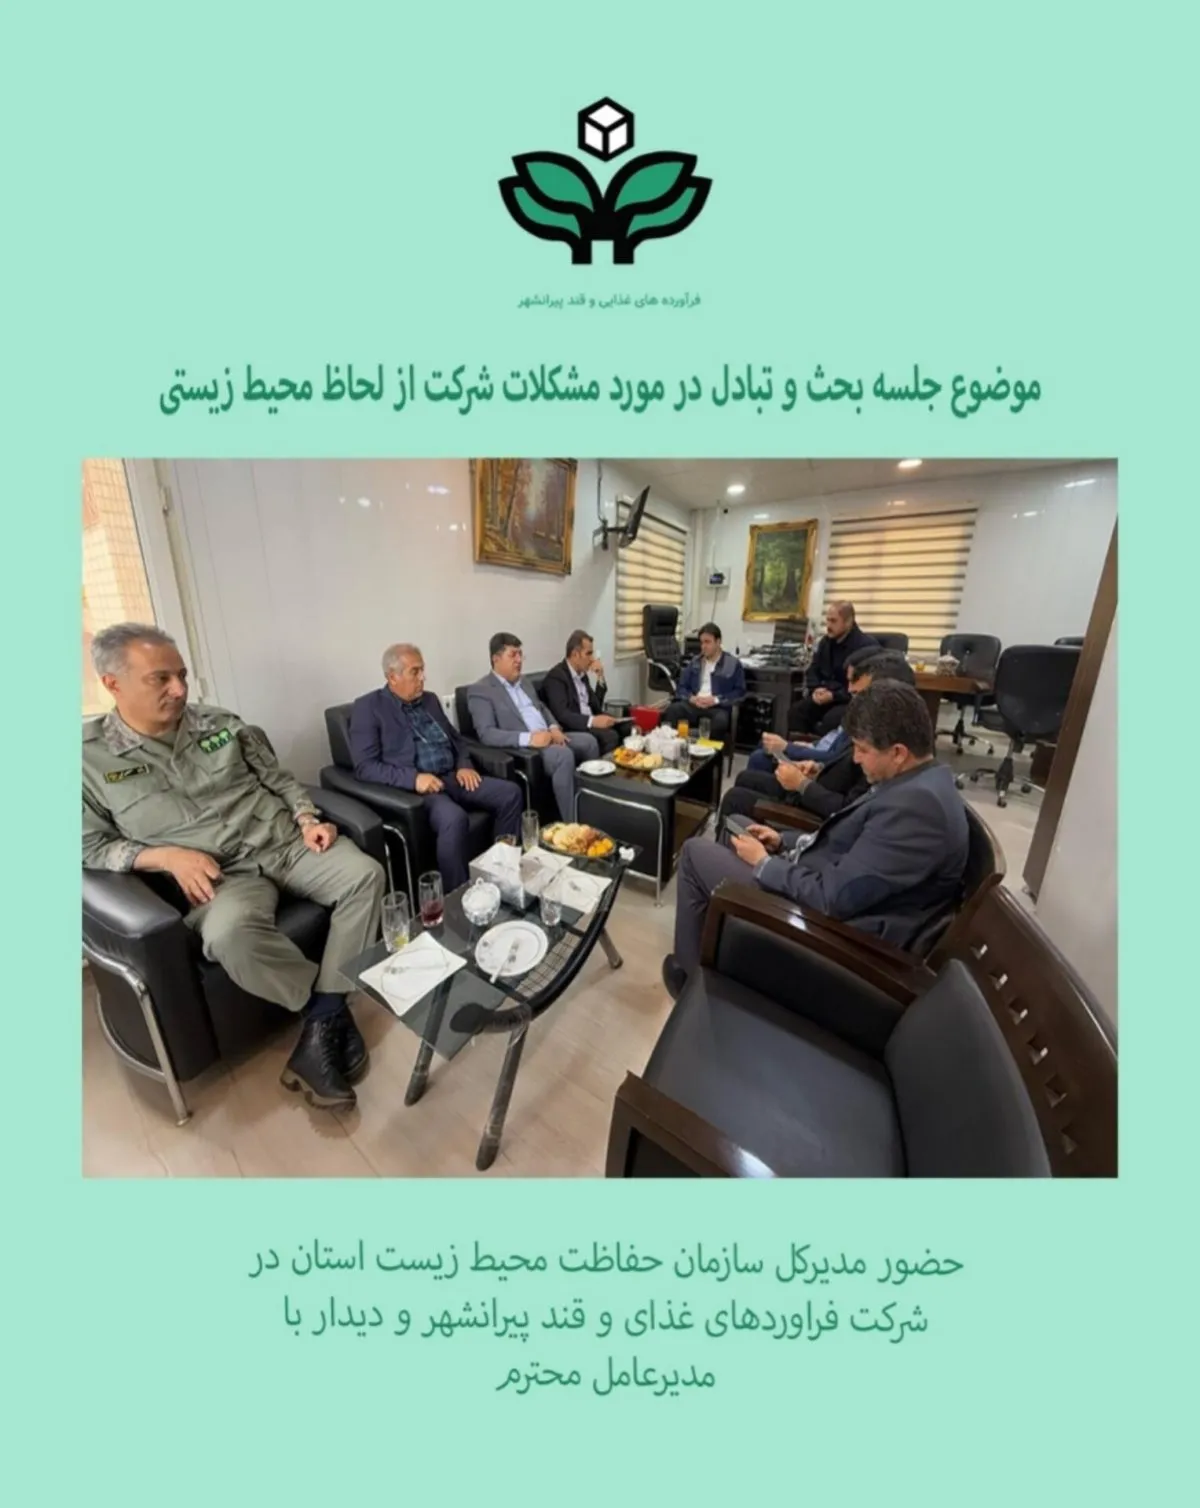 فرآورده های غذایی و قند پیرانشهر
موضوع جلسه بحث و تبادل در مورد مشکلات شرکت از لحاظ محیط زیستی
حضور مدیرکل سازمان حفاظت محیط زیست استان در
شرکت فراوردهای غذای و قند پیرانشهر و دیدار با
مدیرعامل محترم